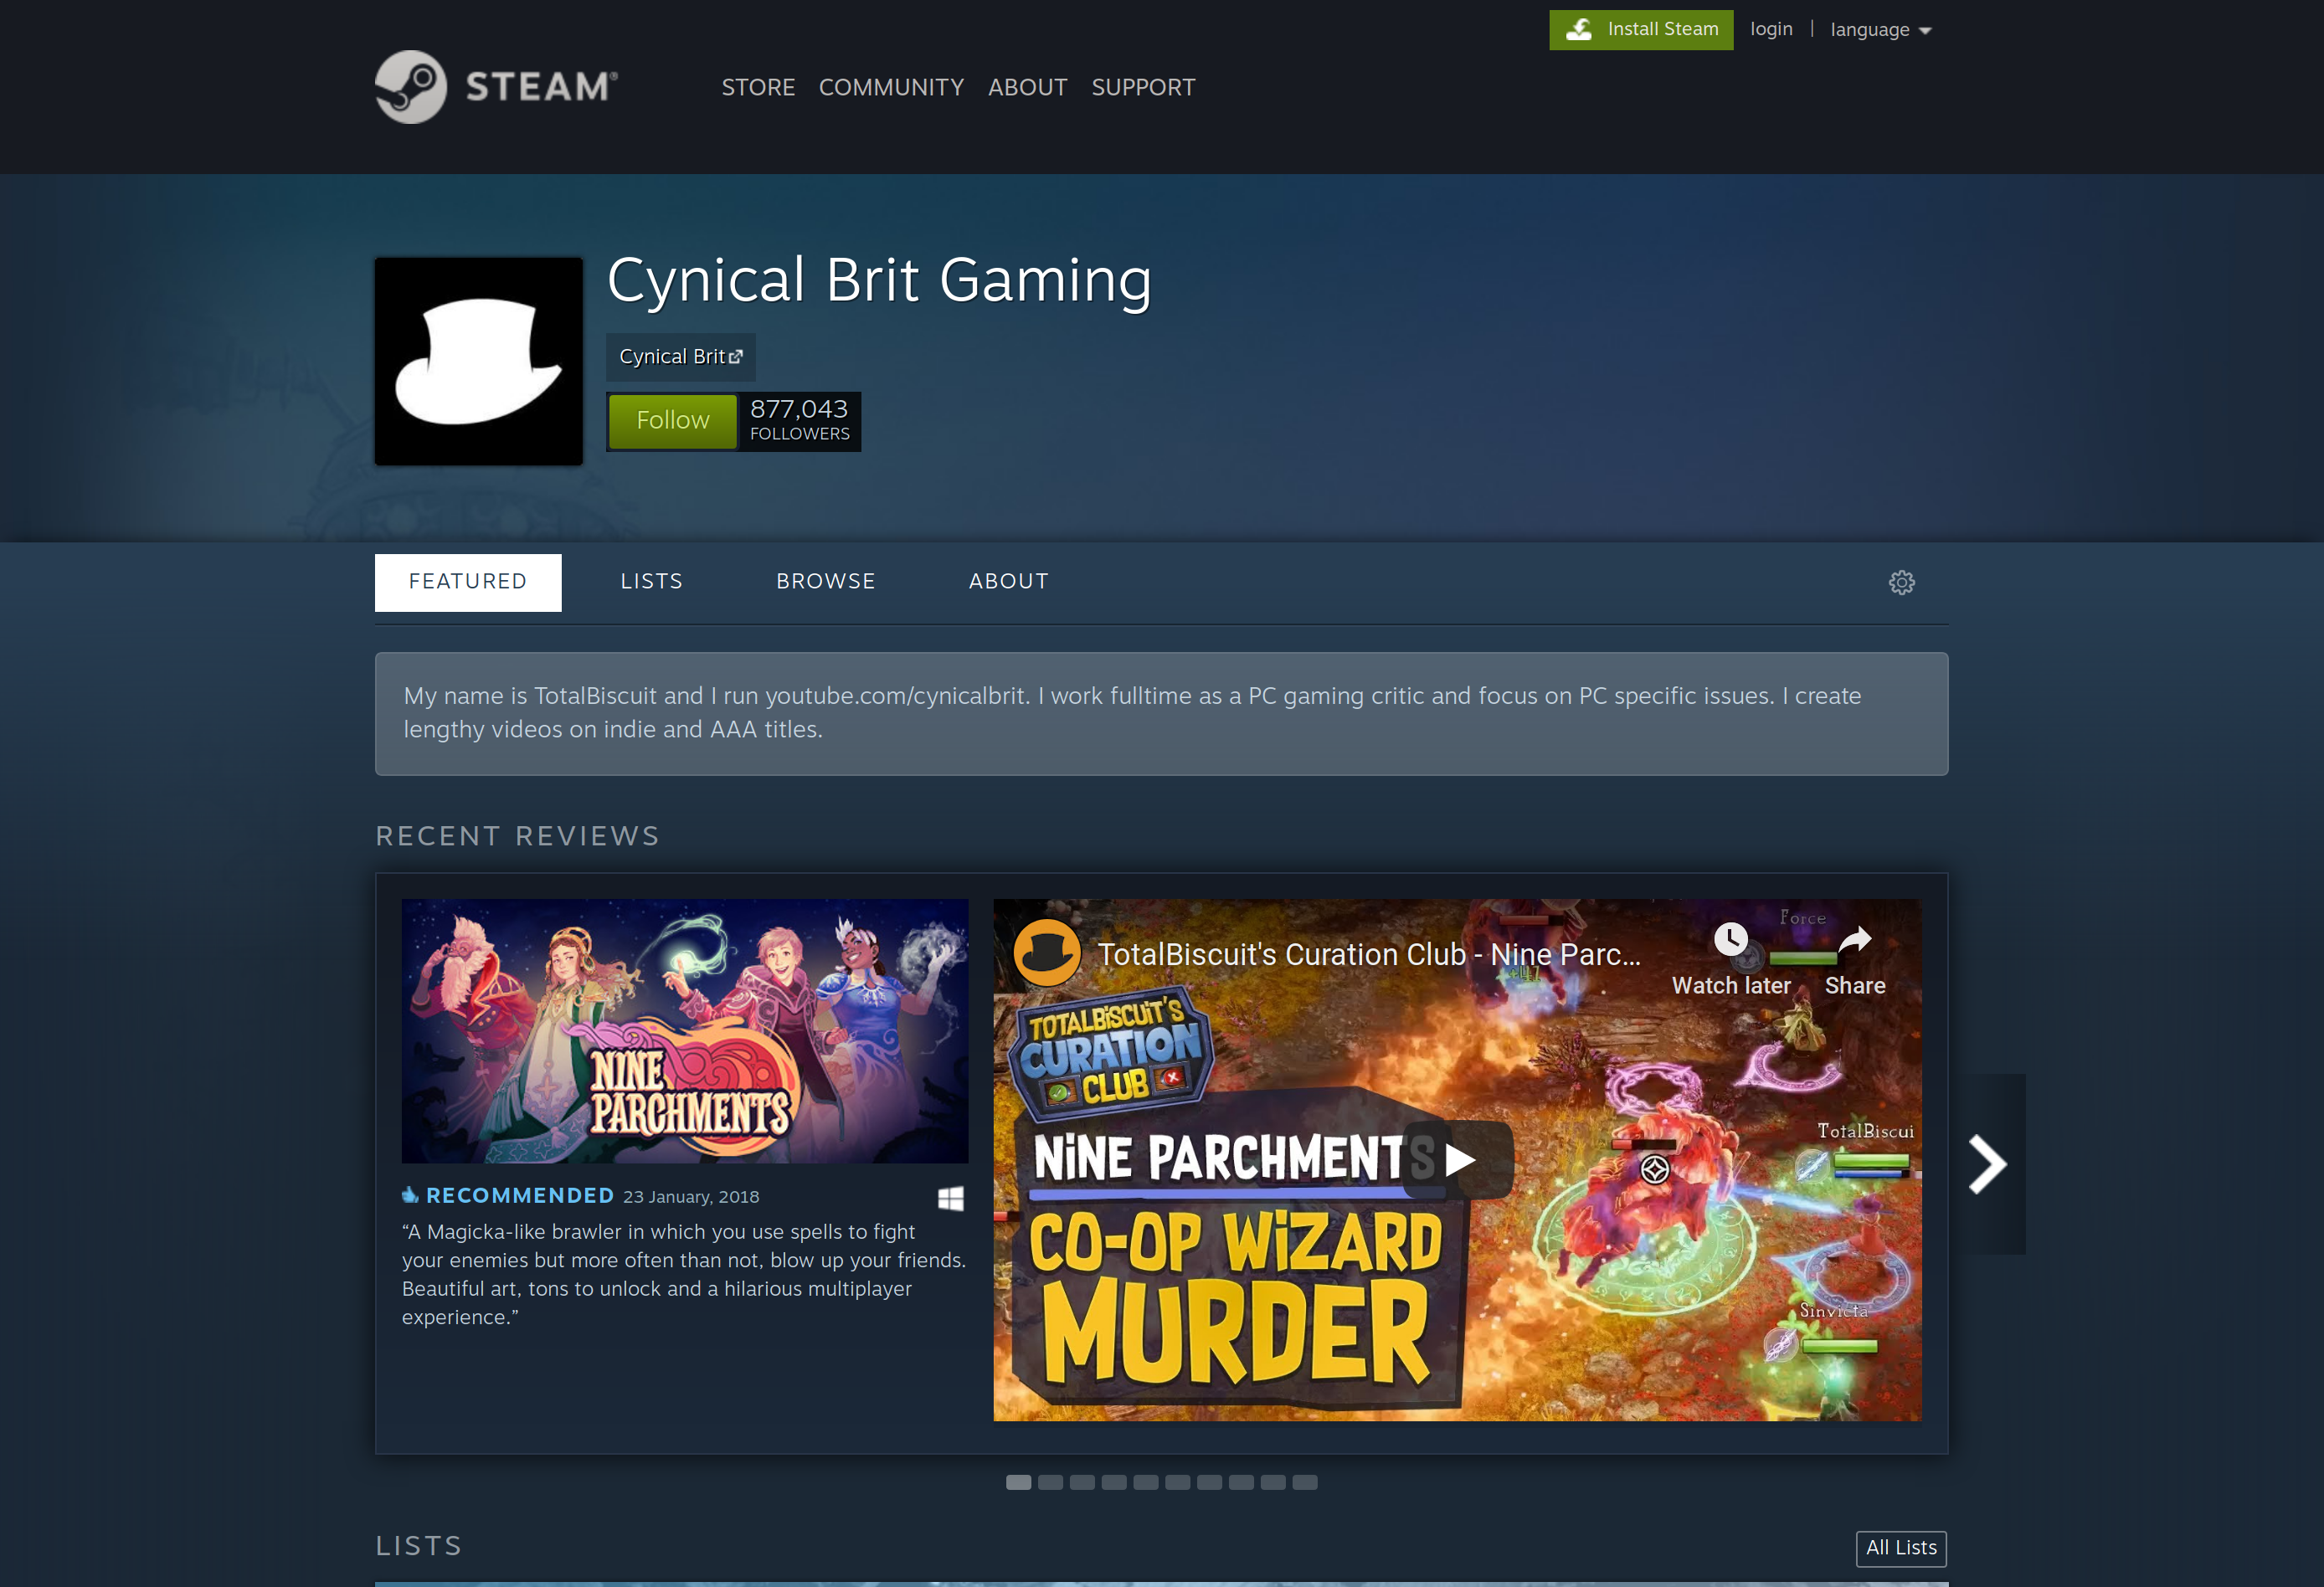 Install Steam
login
|
language
STEAM®
STORE
COMMUNITY
ABOUT
SUPPORT
Cynical Brit Gaming
Cynical Brit
Follow
877,043
FOLLOWERS
FEATURED
LISTS
BROWSE
ABOUT
My name is TotalBiscuit and I run youtube.com/cynicalbrit. I work fulltime as a PC gaming critic and focus on PC specific issues. I create
lengthy videos on indie and AAA titles.
RECENT REVIEWS
NINE
PARCHMENTS
RECOMMENDED 23 January, 2018
“A Magicka-like brawler in which you use spells to fight
your enemies but more often than not, blow up your friends.
Beautiful art, tons to unlock and a hilarious multiplayer
experience.”
TotalBiscuit's Curation Club - Nine Parc...
Watch later
Share
Force
+47
TOTALBISCUIT'S
CURATION
CLUB
NINE PARCHMENTS
CO-OP WIZARD
MURDER
TotalBiscui
Sinvicta
LISTS
All Lists